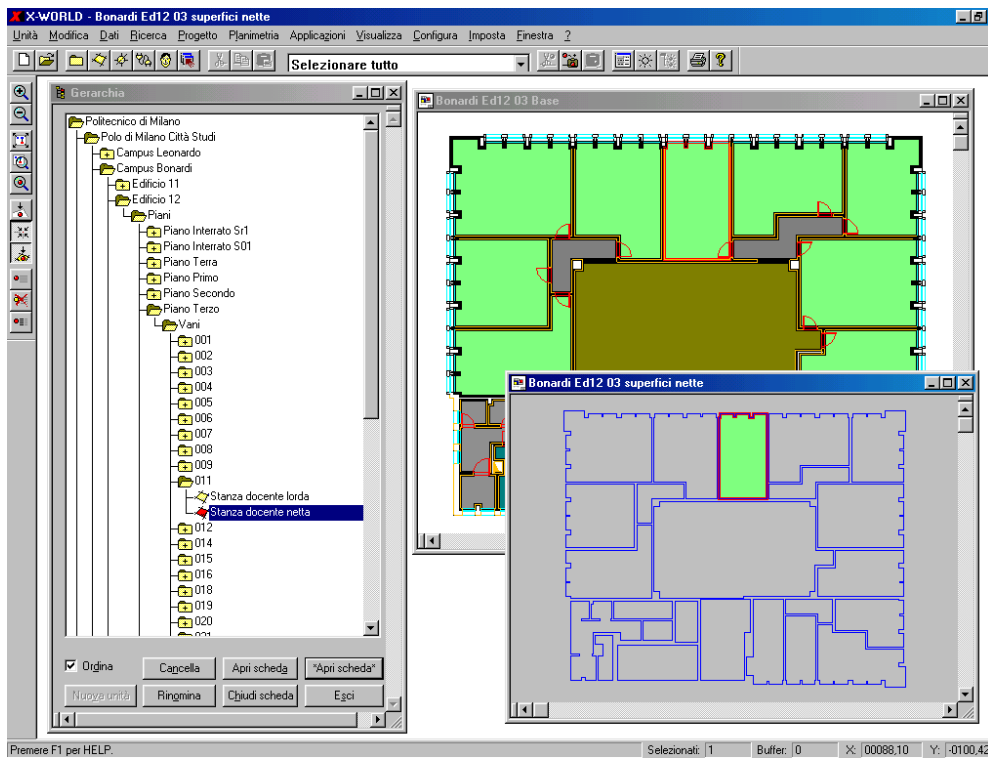 X-WORLD - Bonardi Ed12 03 superfici nette
Unità Modifica Dati Ricerca Progetto Planimetria Applicazioni Visualizza Configura Imposta Finestra ?
Selezionare tutto
Gerarchia
Politecnico di Milano
Polo di Milano Città Studi
Campus Leonardo
Campus Bonardi
Edificio 11
Edificio 12
Piani
Piano Interrato Sr1
Piano Interrato S01
Piano Terra
Piano Primo
Piano Secondo
Piano Terzo
Vani
001
002
003
004
005
006
007
008
009
011
Stanza docente lorda
Stanza docente netta
012
014
015
016
018
019
020
Ordina
Cancella
Apri scheda
*Apri scheda*
Nuova unità
Rinomina
Chiudi scheda
Esci
Bonardi Ed12 03 Base
Bonardi Ed12 03 superfici nette
Premere F1 per HELP.
Selezionati: 1
Buffer: 0
X: 00088,10
Y: -0100,42